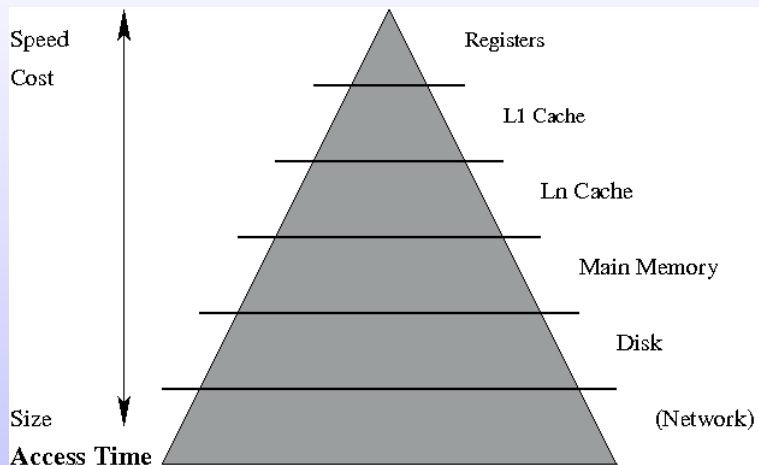 Speed
Registers
Cost
L1 Cache
Ln Cache
Main Memory
Disk
Size
(Network)
Access Time